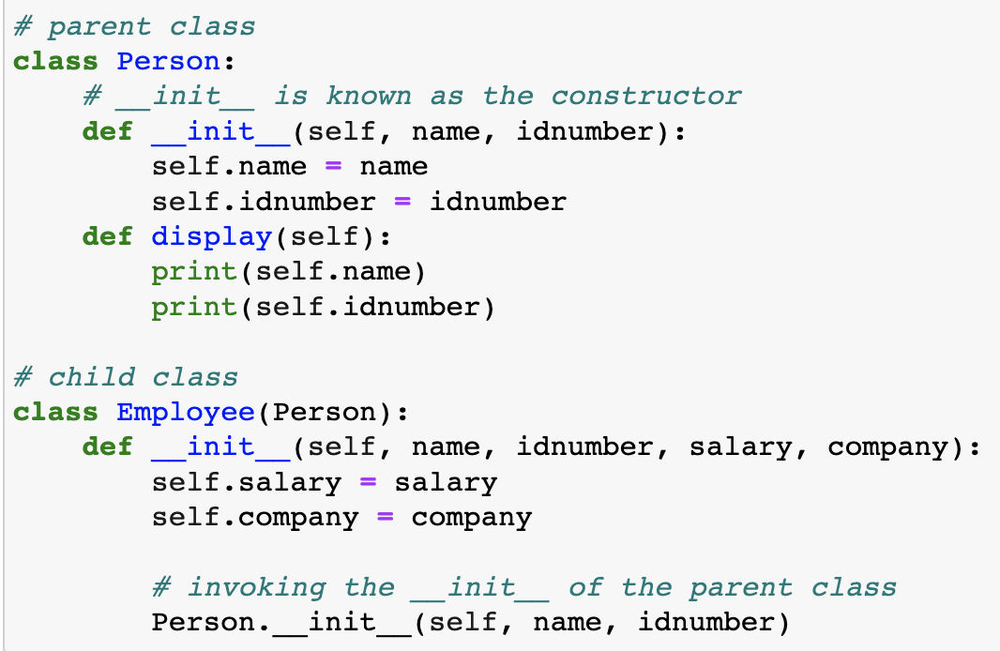 # parent class
class Person:
    # __init__ is known as the constructor
    def __init__(self, name, idnumber):
        self.name = name
        self.idnumber = idnumber
    def display(self):
        print(self.name)
        print(self.idnumber)

# child class
class Employee(Person):
    def __init__(self, name, idnumber, salary, company):
        self.salary = salary
        self.company = company

        # invoking the __init__ of the parent class
        Person.__init__(self, name, idnumber)